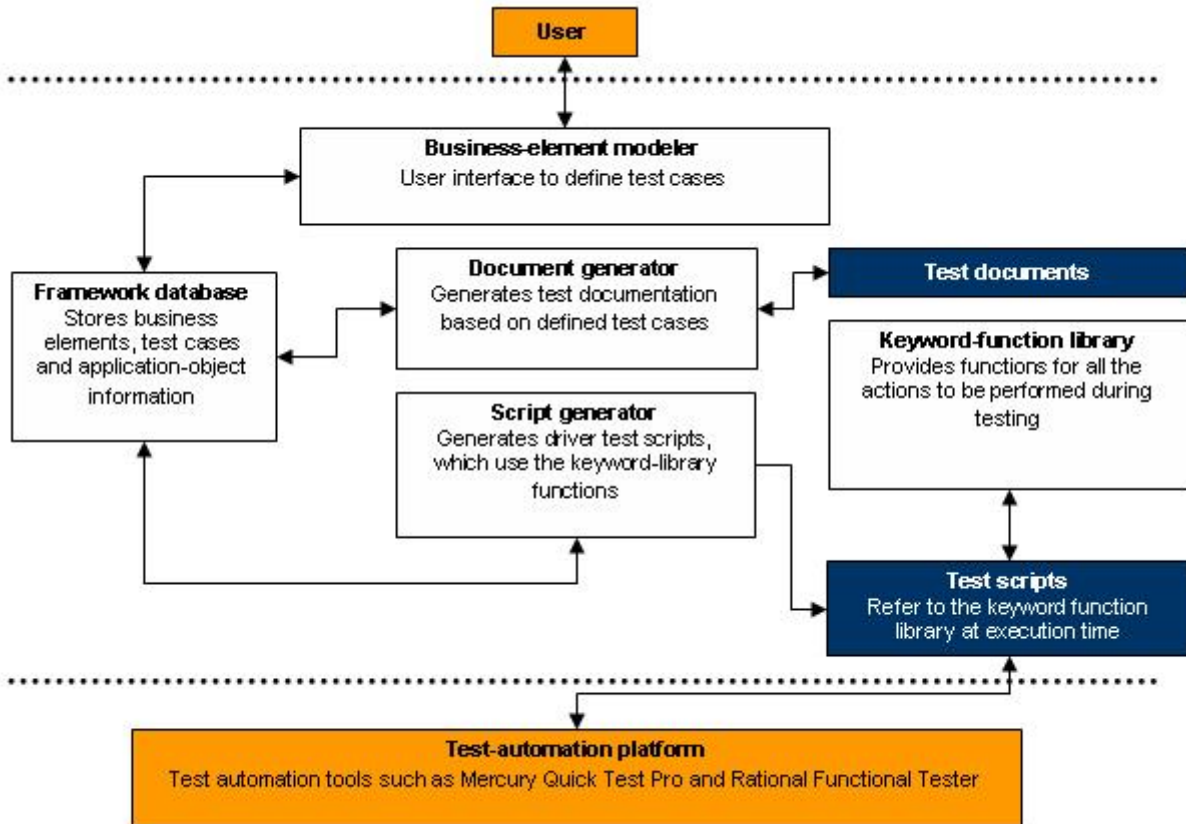 User
Business-element modeler
User interface to define test cases
Framework database
Stores business
elements, test cases
and application-object
information
Document generator
Generates test documentation
based on defined test cases
Test documents
Keyword-function library
Provides functions for all the
actions to be performed during
testing
Script generator
Generates driver test scripts,
which use the keyword-library
functions
Test scripts
Refer to the keyword function
library at execution time
Test-automation platform
Test automation tools such as Mercury Quick Test Pro and Rational Functional Tester